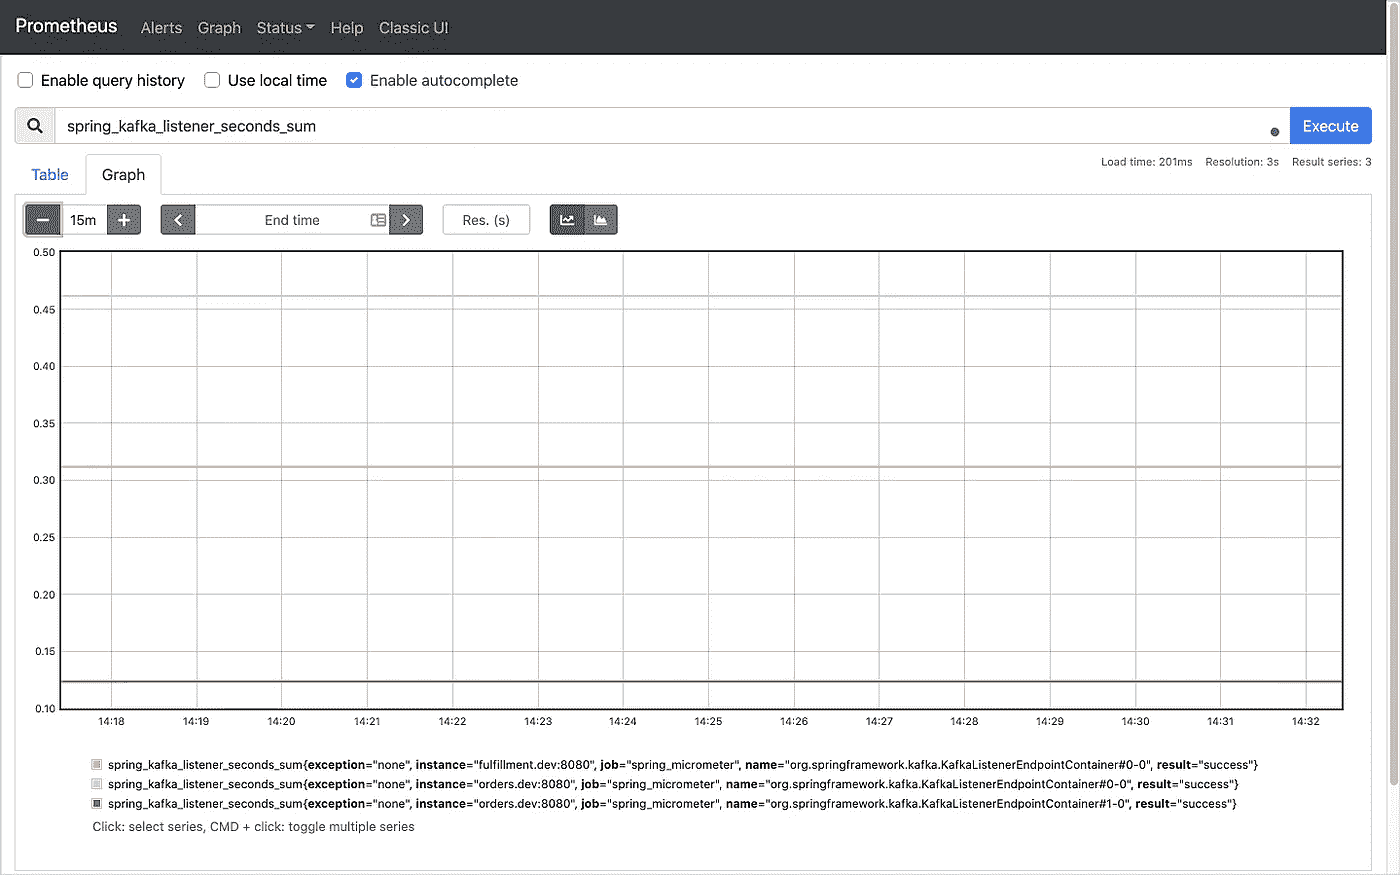 Prometheus Alerts Graph Status Help Classic UI
Enable query history Use local time Enable autocomplete
spring_kafka_listener_seconds_sum Execute
Load time: 201ms Resolution: 3s Result series: 3
Table Graph
15m End time Res. (s)
0.50
0.45
0.40
0.35
0.30
0.25
0.20
0.15
0.10
14:18 14:19 14:20 14:21 14:22 14:23 14:24 14:25 14:26 14:27 14:28 14:29 14:30 14:31 14:32
spring_kafka_listener_seconds_sum{exception="none", instance="fulfillment.dev:8080", job="spring_micrometer", name="org.springframework.kafka.KafkaListenerEndpointContainer#0-0", result="success"}
spring_kafka_listener_seconds_sum{exception="none", instance="orders.dev:8080", job="spring_micrometer", name="org.springframework.kafka.KafkaListenerEndpointContainer#0-0", result="success"}
spring_kafka_listener_seconds_sum{exception="none", instance="orders.dev:8080", job="spring_micrometer", name="org.springframework.kafka.KafkaListenerEndpointContainer#1-0", result="success"}
Click: select series, CMD + click: toggle multiple series